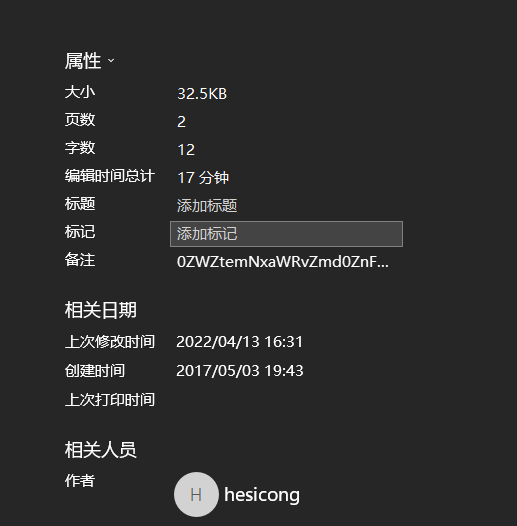 属性
大小 32.5KB
页数 2
字数 12
编辑时间总计 17 分钟
标题 添加标题
标记 添加标记
备注 0ZWZtemNxaWRvZmd0ZnF...
相关日期
上次修改时间 2022/04/13 16:31
创建时间 2017/05/03 19:43
上次打印时间
相关人员
作者
H hesicong